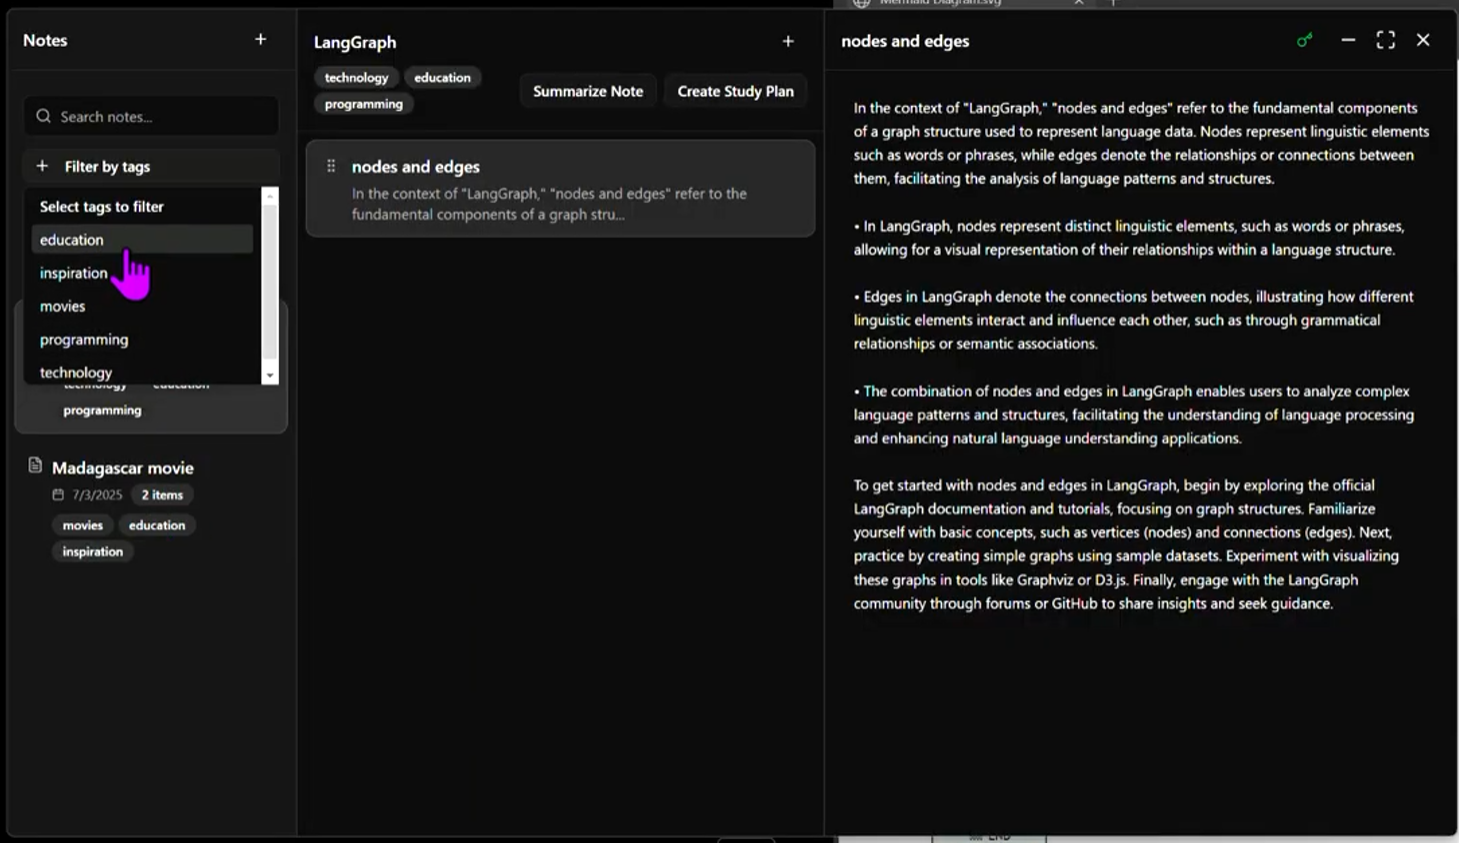 Mermaid Diagram.svg
Notes
Search notes...
Filter by tags
Select tags to filter
education
inspiration
movies
programming
technology
technology education
programming
Madagascar movie
7/3/2025 2 items
movies education
inspiration
LangGraph
technology education
programming
Summarize Note Create Study Plan
nodes and edges
In the context of "LangGraph," "nodes and edges" refer to the
fundamental components of a graph stru...
nodes and edges
In the context of "LangGraph," "nodes and edges" refer to the fundamental components
of a graph structure used to represent language data. Nodes represent linguistic elements
such as words or phrases, while edges denote the relationships or connections between
them, facilitating the analysis of language patterns and structures.
• In LangGraph, nodes represent distinct linguistic elements, such as words or phrases,
allowing for a visual representation of their relationships within a language structure.
• Edges in LangGraph denote the connections between nodes, illustrating how different
linguistic elements interact and influence each other, such as through grammatical
relationships or semantic associations.
• The combination of nodes and edges in LangGraph enables users to analyze complex
language patterns and structures, facilitating the understanding of language processing
and enhancing natural language understanding applications.
To get started with nodes and edges in LangGraph, begin by exploring the official
LangGraph documentation and tutorials, focusing on graph structures. Familiarize
yourself with basic concepts, such as vertices (nodes) and connections (edges). Next,
practice by creating simple graphs using sample datasets. Experiment with visualizing
these graphs in tools like Graphviz or D3.js. Finally, engage with the LangGraph
community through forums or GitHub to share insights and seek guidance.
END